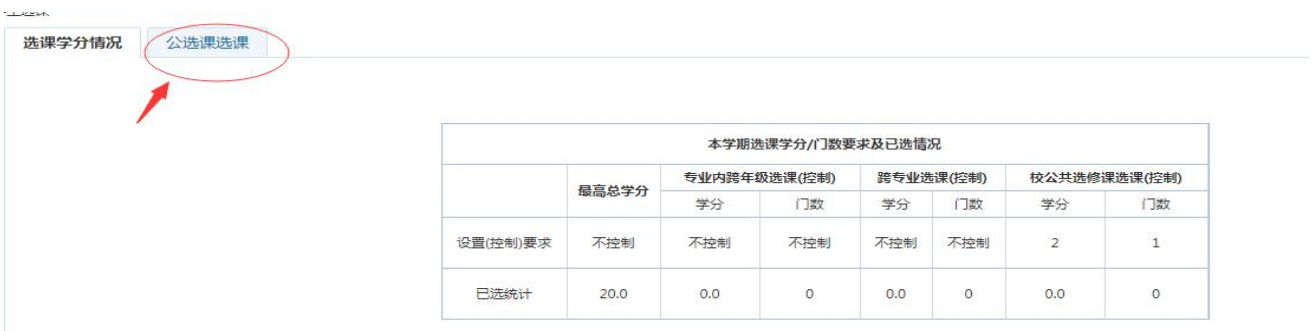 选课学分情况 公选课选课
本学期选课学分/门数要求及已选情况
最高总学分 专业内跨年级选课(控制) 跨专业选课(控制) 校公共选修课选课(控制)
学分 门数 学分 门数 学分 门数
设置(控制)要求 不控制 不控制 不控制 不控制 不控制 2 1
已选统计 20.0 0.0 0 0.0 0 0.0 0